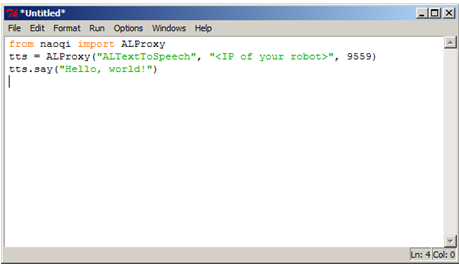 *Untitled*
File Edit Format Run Options Windows Help
from naoqi import ALProxy
tts = ALProxy("ALTextToSpeech", "<IP of your robot>", 9559)
tts.say("Hello, world!")
Ln: 4 Col: 0